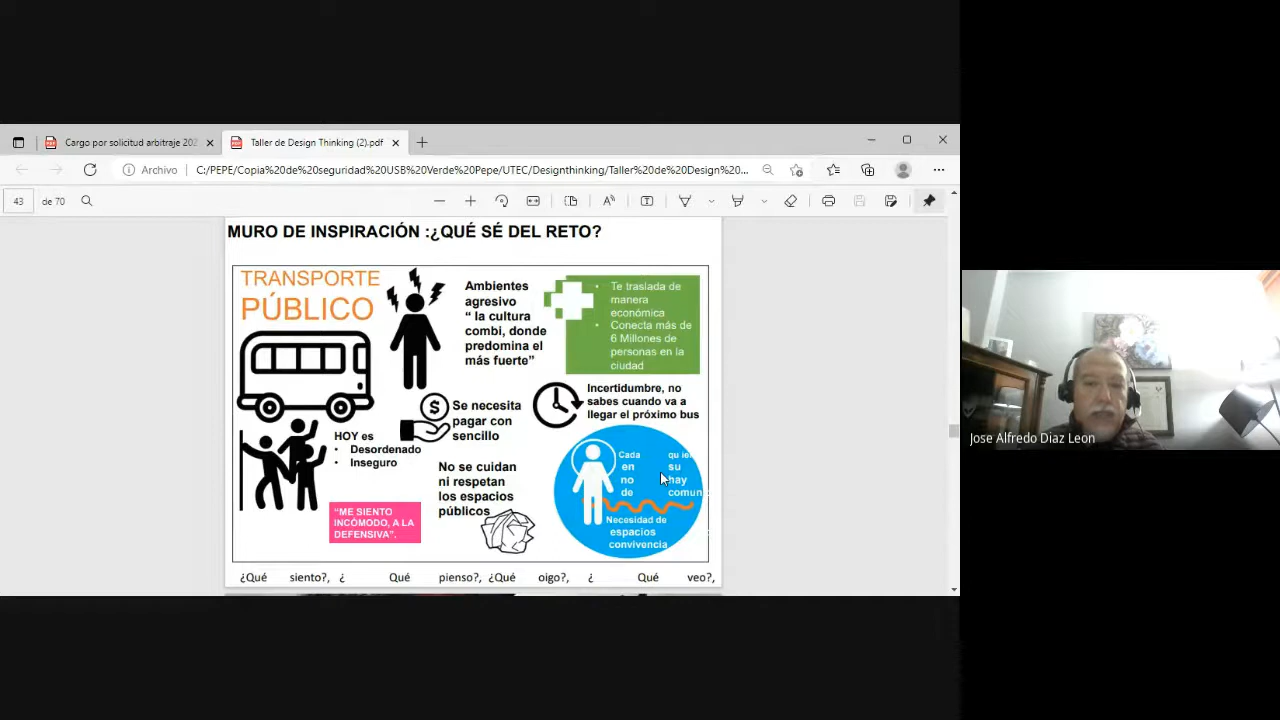 Cargo por solicitud arbitraje 202
Taller de Design Thinking (2).pdf
Archivo
C:/PEPE/Copia%20de%20seguridad%20USB%20Verde%20Pepe/UTEC/Designthinking/Taller%20de%20Design%20...
43 de 70
MURO DE INSPIRACIÓN :¿QUÉ SÉ DEL RETO?
TRANSPORTE
PÚBLICO
Ambientes
agresivo
“ la cultura
combi, donde
predomina el
más fuerte”
• Te traslada de
manera
económica
• Conecta más de
6 Millones de
personas en la
ciudad
Incertidumbre, no
sabes cuando va a
llegar el próximo bus
$
Se necesita
pagar con
sencillo
HOY es
• Desordenado
• Inseguro
No se cuidan
ni respetan
los espacios
públicos
“ME SIENTO
INCÓMODO, A LA
DEFENSIVA”.
Cada qu ie
en su
no hay
de comun
Necesidad de
espacios
convivencia
¿Qué siento?, ¿ Qué pienso?, ¿Qué oigo?, ¿ Qué veo?,
Jose Alfredo Diaz Leon